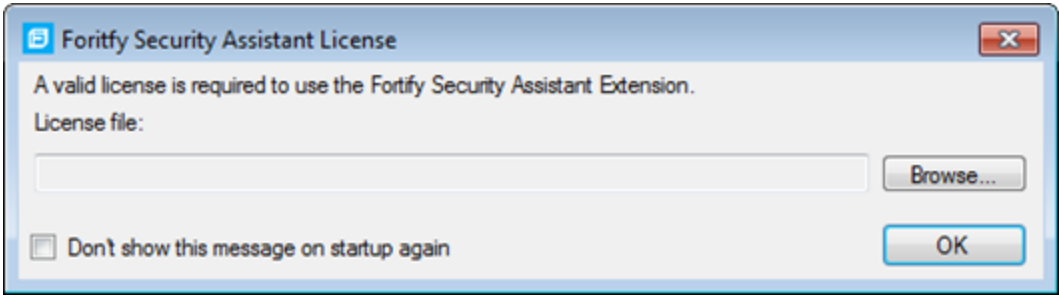 Foritfy Security Assistant License
A valid license is required to use the Fortify Security Assistant Extension.
License file:
Browse...
Don't show this message on startup again
OK